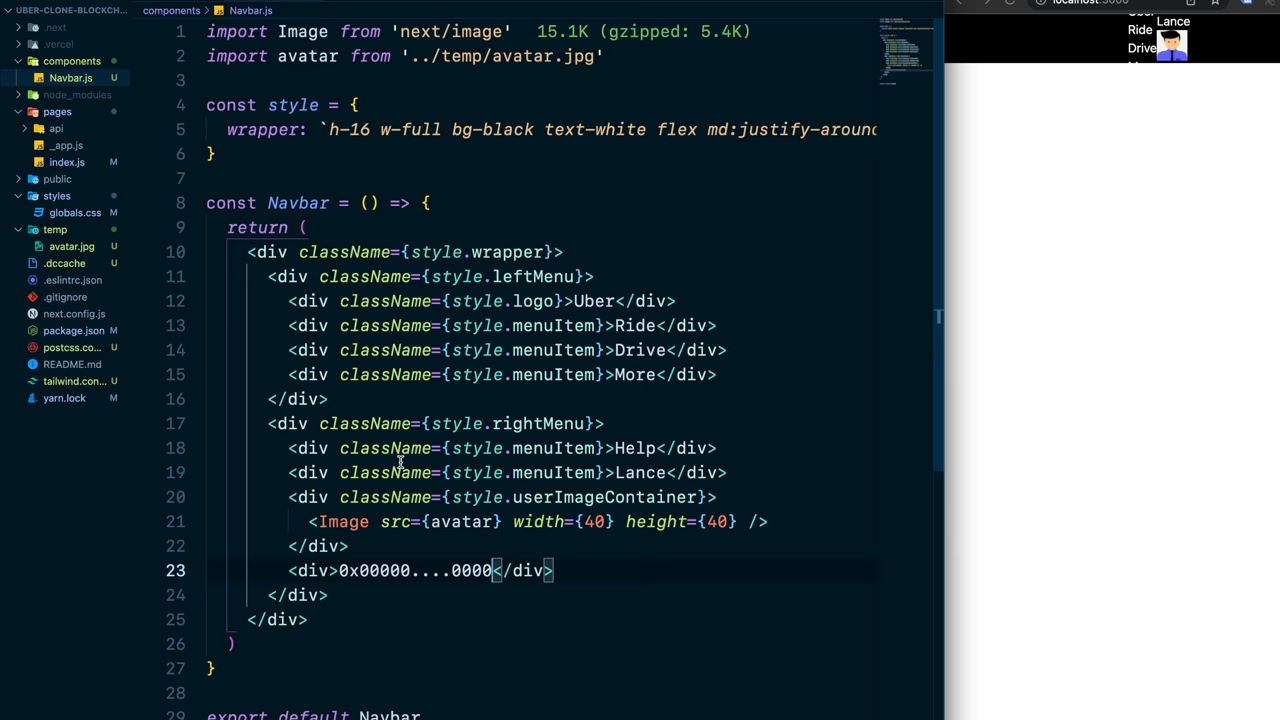 UBER-CLONE-BLOCKCH...
.next
.vercel
components
Navbar.js U
node_modules
pages
api
_app.js
index.js M
public
styles
globals.css M
temp
avatar.jpg U
.dccache U
.eslintrc.json
.gitignore
next.config.js
package.json M
postcss.co... U
README.md
tailwind.con... U
yarn.lock M
components > Navbar.js
1 import Image from 'next/image' 15.1K (gzipped: 5.4K)
2 import avatar from '../temp/avatar.jpg'
3
4 const style = {
5 wrapper: `h-16 w-full bg-black text-white flex md:justify-around
6 }
7
8 const Navbar = () => {
9 return (
10 <div className={style.wrapper}>
11 <div className={style.leftMenu}>
12 <div className={style.logo}>Uber</div>
13 <div className={style.menuItem}>Ride</div>
14 <div className={style.menuItem}>Drive</div>
15 <div className={style.menuItem}>More</div>
16 </div>
17 <div className={style.rightMenu}>
18 <div className={style.menuItem}>Help</div>
19 <div className={style.menuItem}>Lance</div>
20 <div className={style.userImageContainer}>
21 <Image src={avatar} width={40} height={40} />
22 </div>
23 <div>0x00000....0000</div>
24 </div>
25 </div>
26 )
27 }
28
29 export default Navbar
localhost:3000
Uber
Lance
Ride
Drive